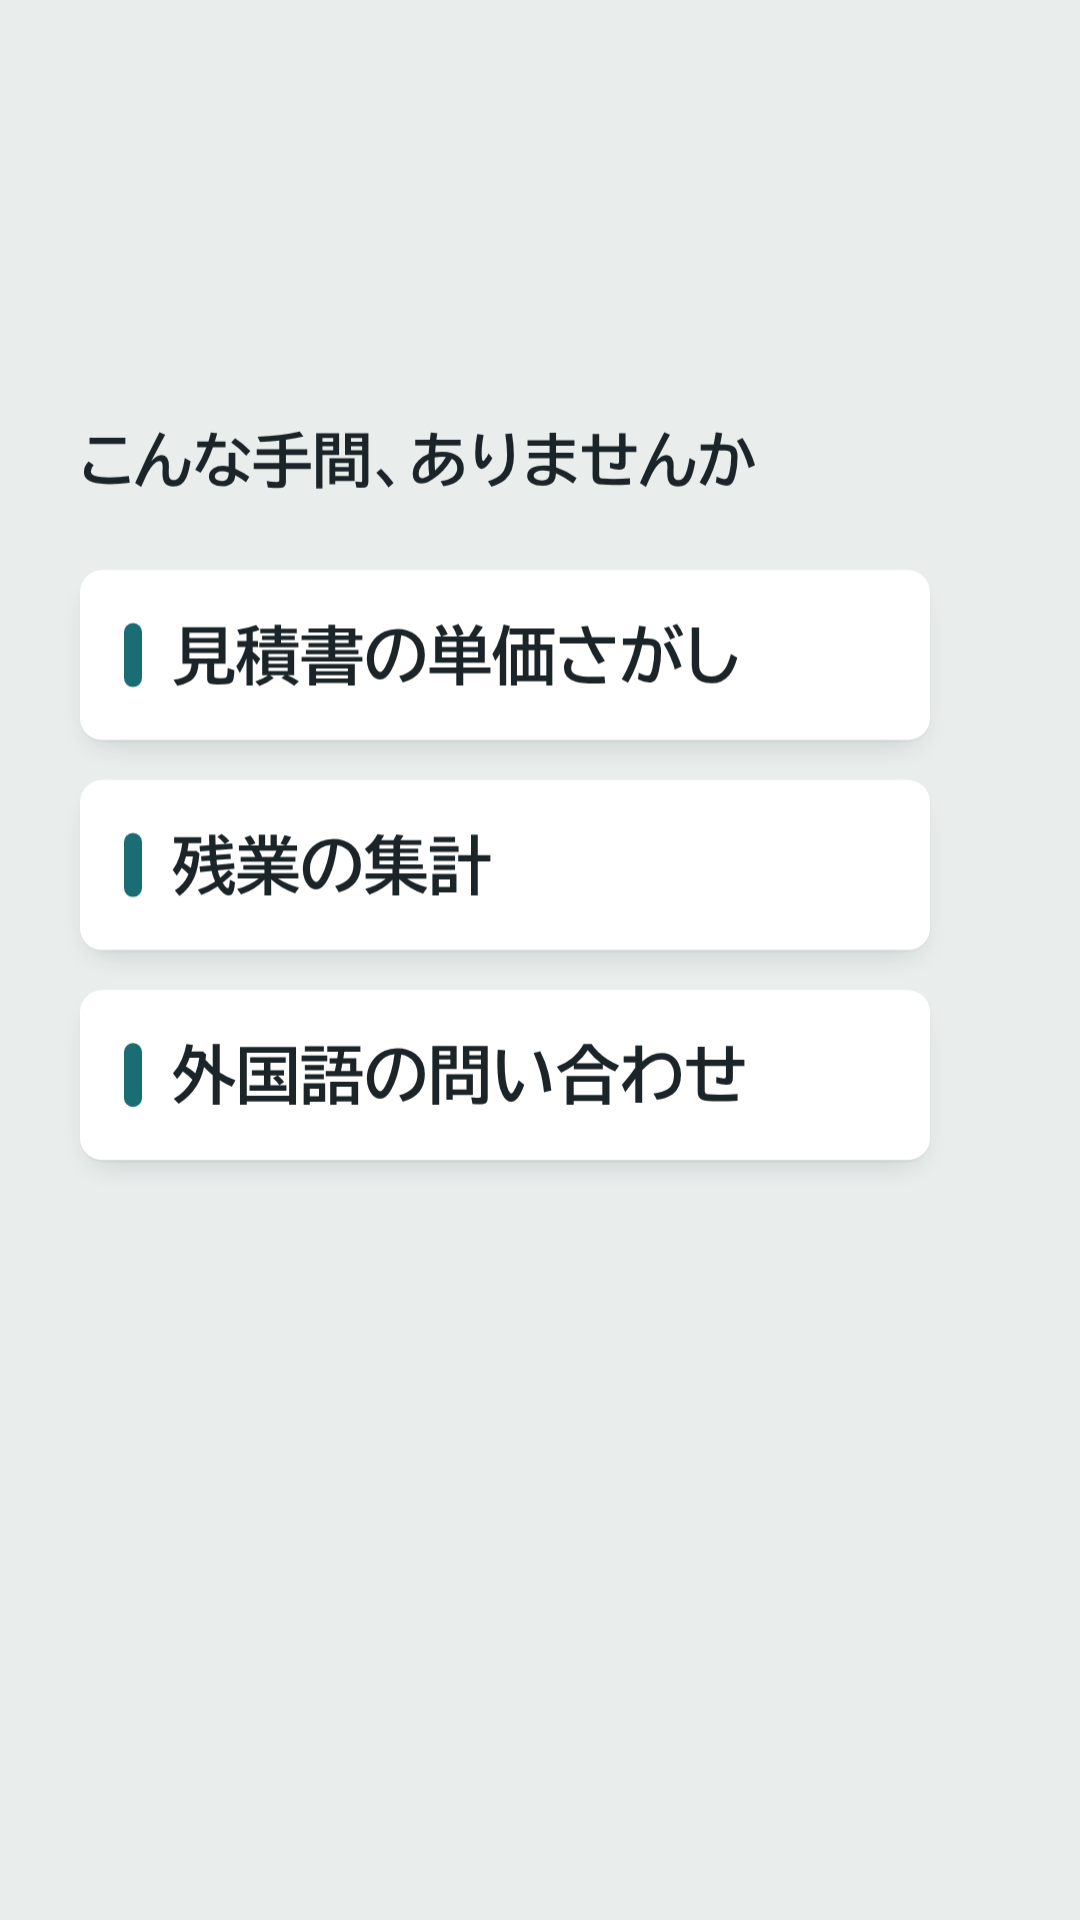 こんな手間、ありませんか
見積書の単価さがし
残業の集計
外国語の問い合わせ